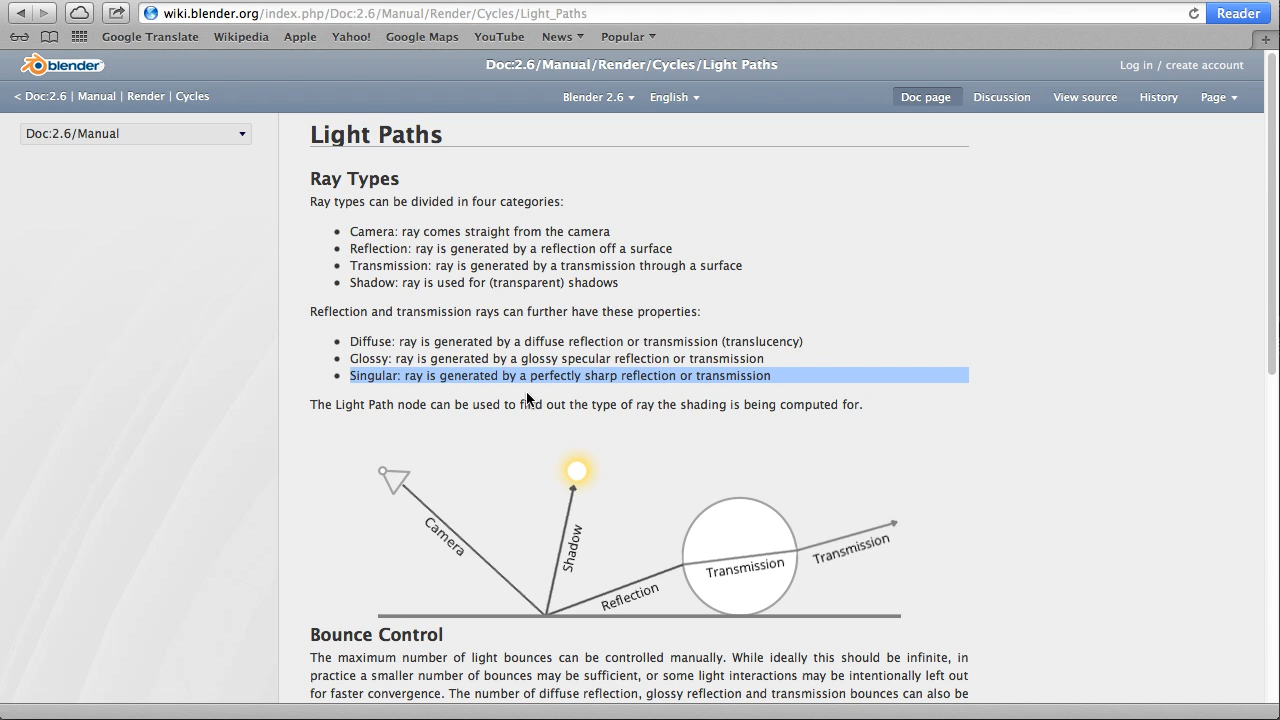 wiki.blender.org/index.php/Doc:2.6/Manual/Render/Cycles/Light_Paths
Reader
Google Translate Wikipedia Apple Yahoo! Google Maps YouTube News Popular
blender
Doc:2.6/Manual/Render/Cycles/Light Paths
Log in / create account
< Doc:2.6 | Manual | Render | Cycles
Blender 2.6 English
Doc page Discussion View source History Page
Doc:2.6/Manual
Light Paths
Ray Types
Ray types can be divided in four categories:
• Camera: ray comes straight from the camera
• Reflection: ray is generated by a reflection off a surface
• Transmission: ray is generated by a transmission through a surface
• Shadow: ray is used for (transparent) shadows
Reflection and transmission rays can further have these properties:
• Diffuse: ray is generated by a diffuse reflection or transmission (translucency)
• Glossy: ray is generated by a glossy specular reflection or transmission
• Singular: ray is generated by a perfectly sharp reflection or transmission
The Light Path node can be used to find out the type of ray the shading is being computed for.
Camera
Shadow
Reflection
Transmission
Transmission
Bounce Control
The maximum number of light bounces can be controlled manually. While ideally this should be infinite, in
practice a smaller number of bounces may be sufficient, or some light interactions may be intentionally left out
for faster convergence. The number of diffuse reflection, glossy reflection and transmission bounces can also be